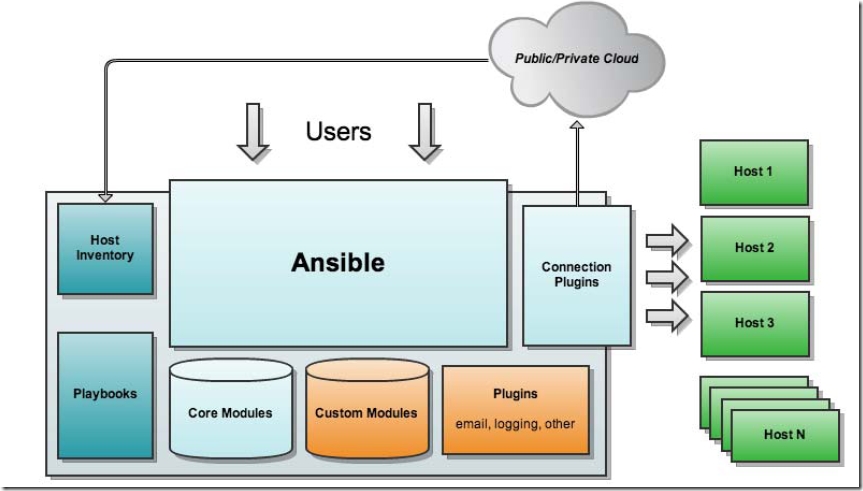 Public/Private Cloud
Users
Host 1
Host
Inventory
Ansible
Connection
Plugins
Host 2
Host 3
Playbooks
Core Modules
Custom Modules
Plugins
email, logging, other
Host N